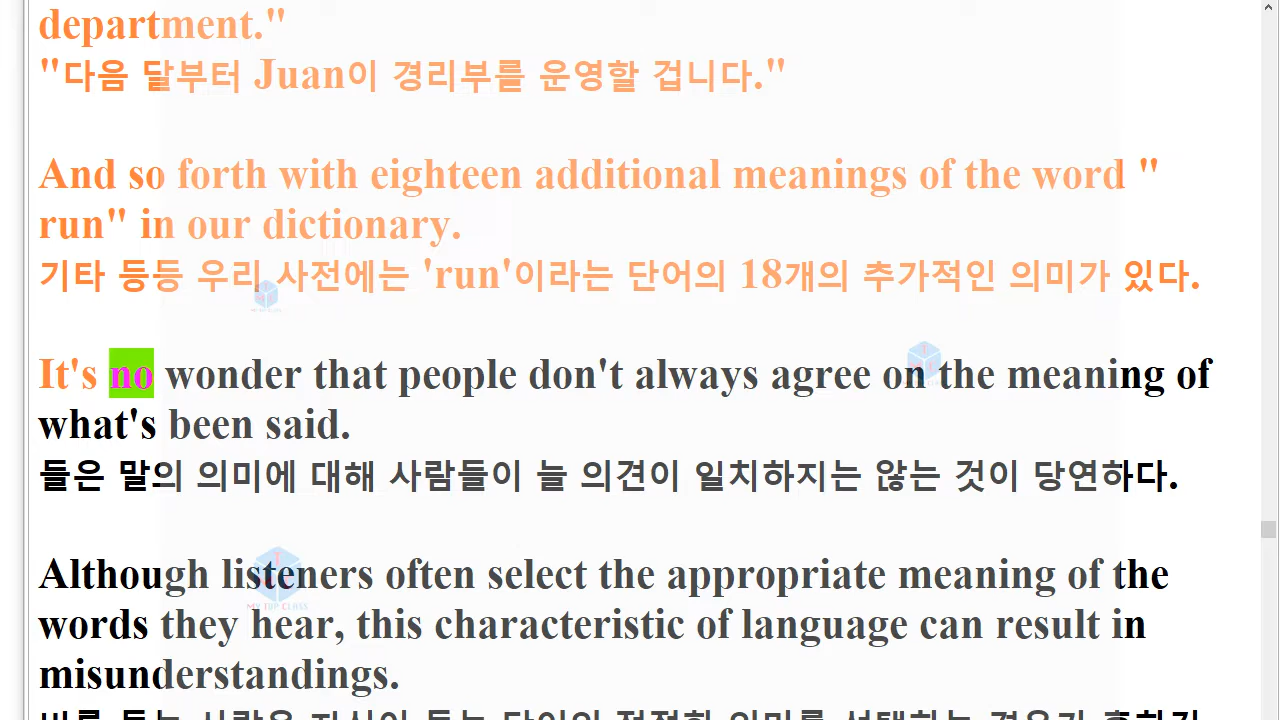 department."
"다음 달부터 Juan이 경리부를 운영할 겁니다."
And so forth with eighteen additional meanings of the word "
run" in our dictionary.
기타 등등 우리 사전에는 'run'이라는 단어의 18개의 추가적인 의미가 있다.
It's no wonder that people don't always agree on the meaning of
what's been said.
들은 말의 의미에 대해 사람들이 늘 의견이 일치하지는 않는 것이 당연하다.
Although listeners often select the appropriate meaning of the
words they hear, this characteristic of language can result in
misunderstandings.
MY TOP CLASS